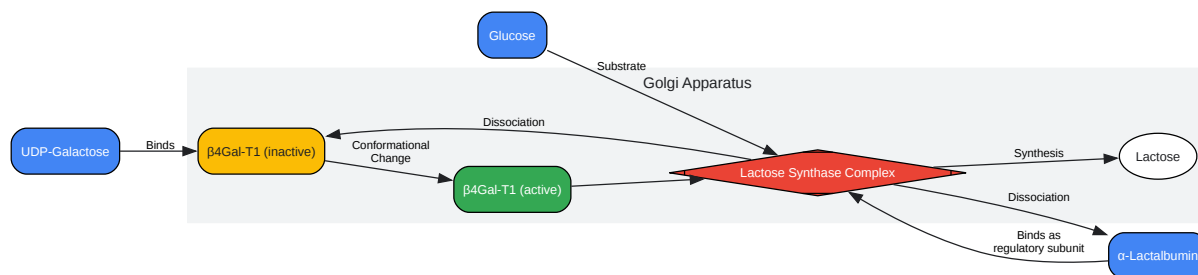 Glucose
Substrate
Golgi Apparatus
UDP-Galactose
Binds
β4Gal-T1 (inactive)
Dissociation
Conformational
Change
β4Gal-T1 (active)
Lactose Synthase Complex
Synthesis
Lactose
Dissociation
Binds as
regulatory subunit
α-Lactalbumin